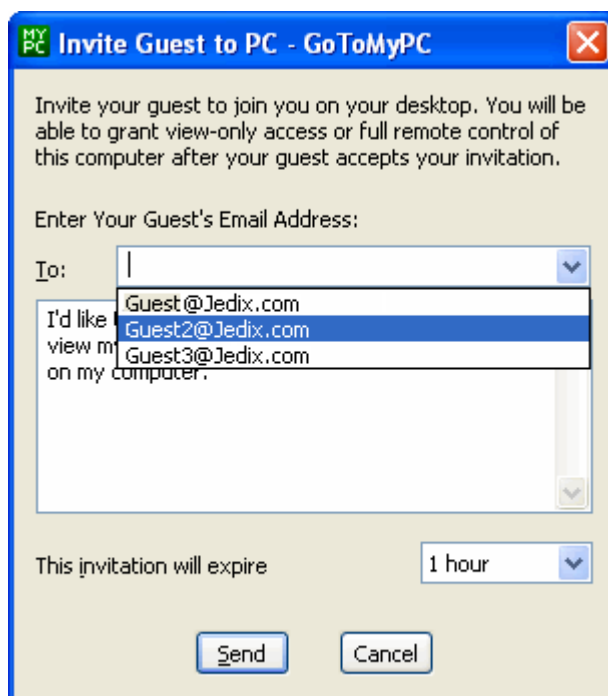 MY PC Invite Guest to PC - GoToMyPC
Invite your guest to join you on your desktop. You will be
able to grant view-only access or full remote control of
this computer after your guest accepts your invitation.
Enter Your Guest's Email Address:
To:
Guest@Jedix.com
I'd like
Guest2@Jedix.com
view
Guest3@Jedix.com
on my computer.
This invitation will expire
1 hour
Send
Cancel